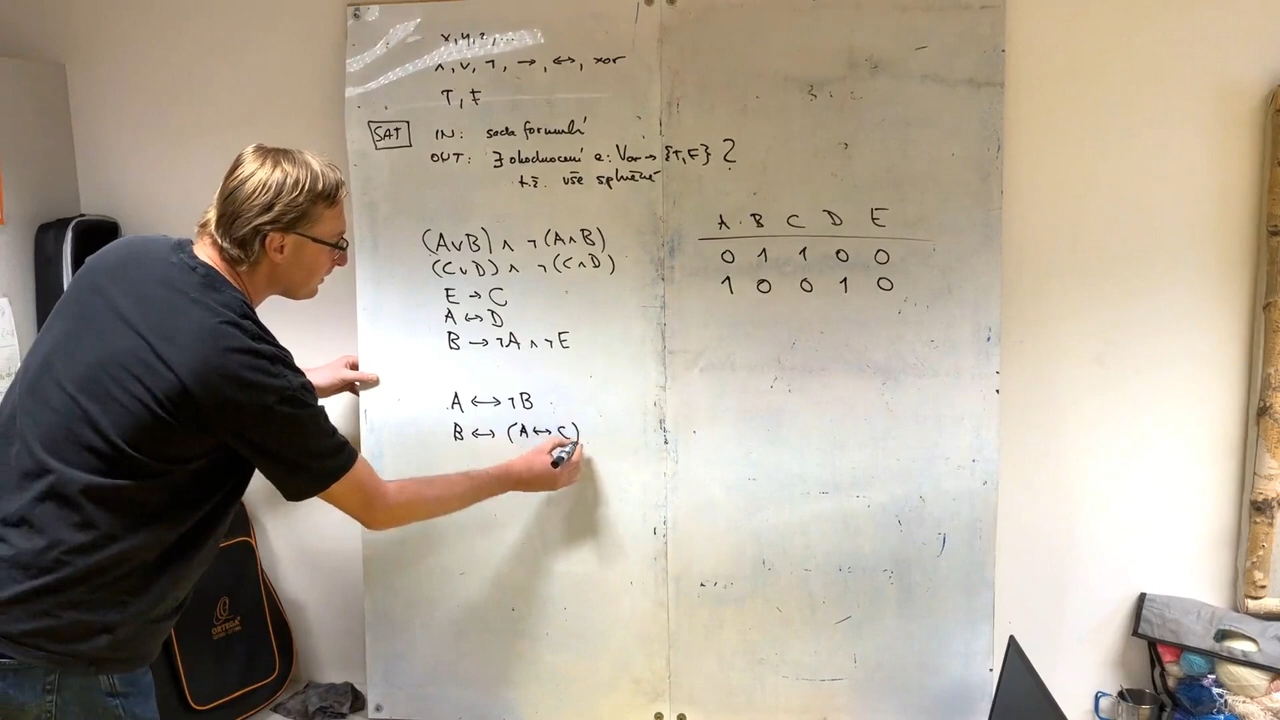 x, y, z, ...
∧, ∨, ¬, →, ↔, xor
T, F
SAT IN: sada formulí
OUT: ∃ ohodnocení e: Var → {T, F} ?
t.ž. vše splněné
(A∨B) ∧ ¬(A∧B)
(C∨D) ∧ ¬(C∧D)
E → C
A ↔ D
B → ¬A ∧ ¬E
A ↔ ¬B
B ↔ (A ↔ C)
A B C D E
0 1 1 0 0
1 0 0 1 0
ORTEGA